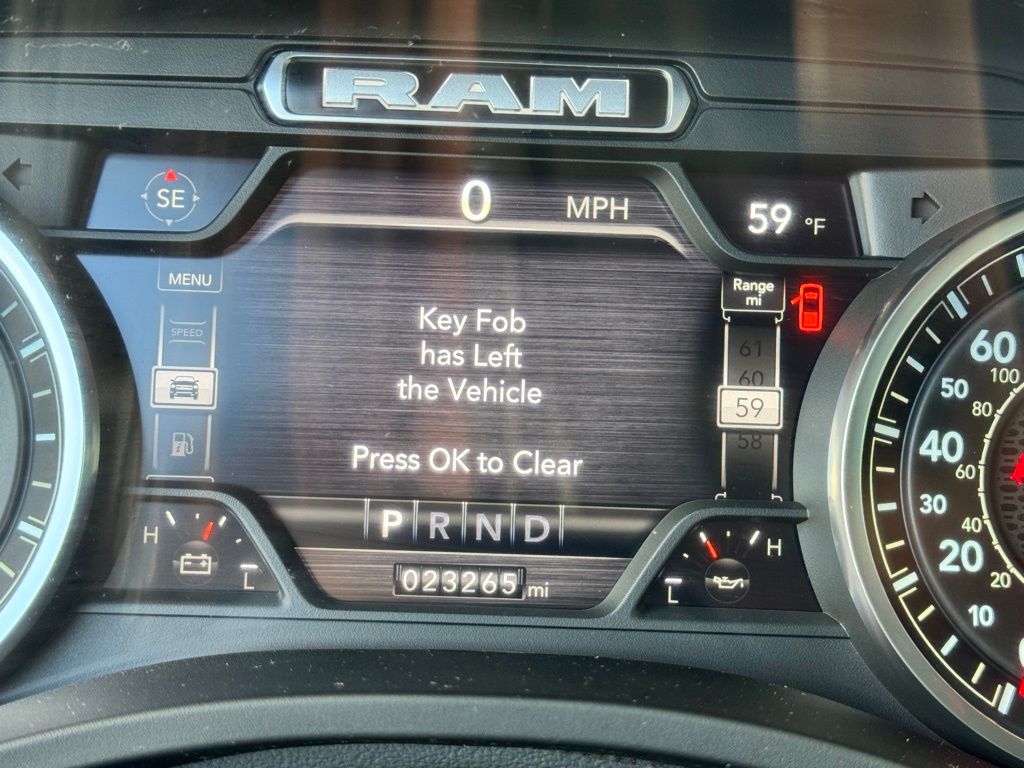 RAM
SE
0 MPH
59 °F
MENU
SPEED
Key Fob
has Left
the Vehicle
Press OK to Clear
Range
mi
61
60
59
58
P R N D
023265 mi
H
L
H
L
60
50
40
30
20
10
100
80
60
40
20